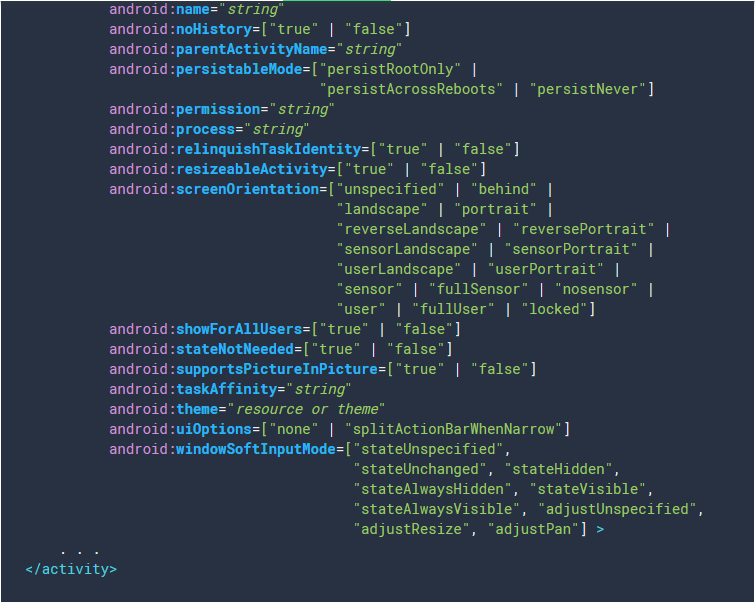 android:name="string"
android:noHistory=["true" | "false"]
android:parentActivityName="string"
android:persistableMode=["persistRootOnly" |
"persistAcrossReboots" | "persistNever"]
android:permission="string"
android:process="string"
android:relinquishTaskIdentity=["true" | "false"]
android:resizeableActivity=["true" | "false"]
android:screenOrientation=["unspecified" | "behind" |
"landscape" | "portrait" |
"reverseLandscape" | "reversePortrait" |
"sensorLandscape" | "sensorPortrait" |
"userLandscape" | "userPortrait" |
"sensor" | "fullSensor" | "nosensor" |
"user" | "fullUser" | "locked"]
android:showForAllUsers=["true" | "false"]
android:stateNotNeeded=["true" | "false"]
android:supportsPictureInPicture=["true" | "false"]
android:taskAffinity="string"
android:theme="resource or theme"
android:uiOptions=["none" | "splitActionBarWhenNarrow"]
android:windowSoftInputMode=["stateUnspecified",
"stateUnchanged", "stateHidden",
"stateAlwaysHidden", "stateVisible",
"stateAlwaysVisible", "adjustUnspecified",
"adjustResize", "adjustPan"] >
. . .
</activity>